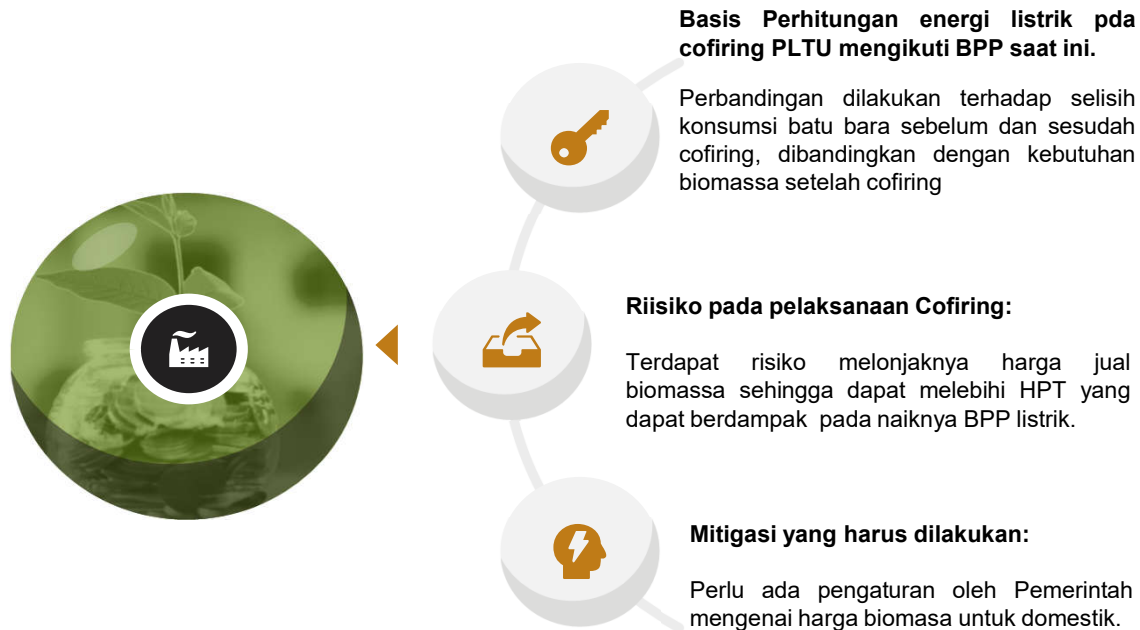 Basis Perhitungan energi listrik pda
cofiring PLTU mengikuti BPP saat ini.
Perbandingan dilakukan terhadap selisih
konsumsi batu bara sebelum dan sesudah
cofiring, dibandingkan dengan kebutuhan
biomassa setelah cofiring
Riisiko pada pelaksanaan Cofiring:
Terdapat risiko melonjaknya harga jual
biomassa sehingga dapat melebihi HPT yang
dapat berdampak pada naiknya BPP listrik.
Mitigasi yang harus dilakukan:
Perlu ada pengaturan oleh Pemerintah
mengenai harga biomasa untuk domestik.